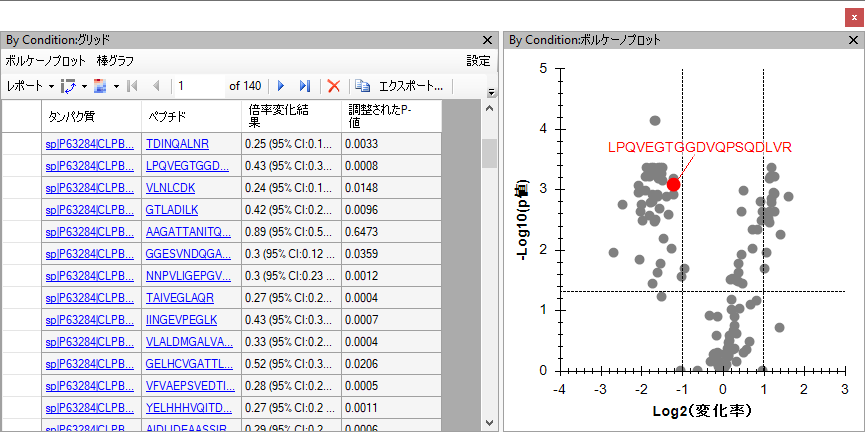 x
By Condition:グリッド
ボルケーノプロット 棒グラフ 設定
レポート 1 of 140 エクスポート...
タンパク質 ペプチド 倍率変化結果 調整されたP-値
sp|P63284|CLPB... TDINQALNR 0.25 (95% CI:0.1... 0.0033
sp|P63284|CLPB... LPQVEGTGGD... 0.43 (95% CI:0.3... 0.0008
sp|P63284|CLPB... VLNLCDK 0.24 (95% CI:0.1... 0.0148
sp|P63284|CLPB... GTLADILK 0.42 (95% CI:0.2... 0.0096
sp|P63284|CLPB... AAGATTANITQ... 0.89 (95% CI:0.5... 0.6473
sp|P63284|CLPB... GGESVNDQGA... 0.3 (95% CI:0.12 ... 0.0359
sp|P63284|CLPB... NNPVLIGEPGV... 0.3 (95% CI:0.23 ... 0.0012
sp|P63284|CLPB... TAIVEGLAQR 0.27 (95% CI:0.2... 0.0004
sp|P63284|CLPB... IINGEVPEGLK 0.43 (95% CI:0.3... 0.0007
sp|P63284|CLPB... VLALDMGALVA... 0.33 (95% CI:0.2... 0.0004
sp|P63284|CLPB... GELHCVGATTL... 0.52 (95% CI:0.3... 0.0206
sp|P63284|CLPB... VFVAEPSVEDTI... 0.28 (95% CI:0.2... 0.0005
sp|P63284|CLPB... YELHHHVQITD... 0.27 (95% CI:0.2 ... 0.0011
sp|P63284|CLPB... AIDLIDEAASSIR 0.29 (95% CI:0.2 ... 0.0006
By Condition:ボルケーノプロット
5
4
3
2
1
0
-Log10(p値)
LPQVEGTGGDVQPSQDLVR
-4 -3 -2 -1 0 1 2 3
Log2(変化率)